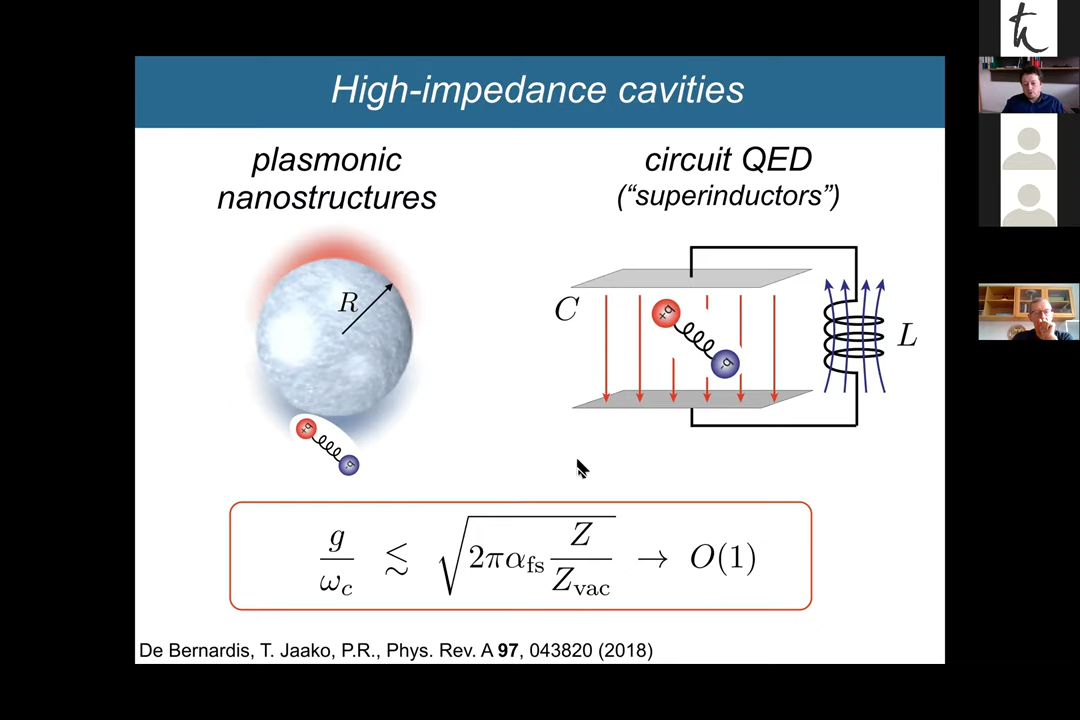 High-impedance cavities
plasmonic
nanostructures
circuit QED
(“superinductors”)
R
+q
-q
C
+q
-q
L
g/ω_c ≲ √(2πα_fs Z/Z_vac) → O(1)
De Bernardis, T. Jaako, P.R., Phys. Rev. A 97, 043820 (2018)